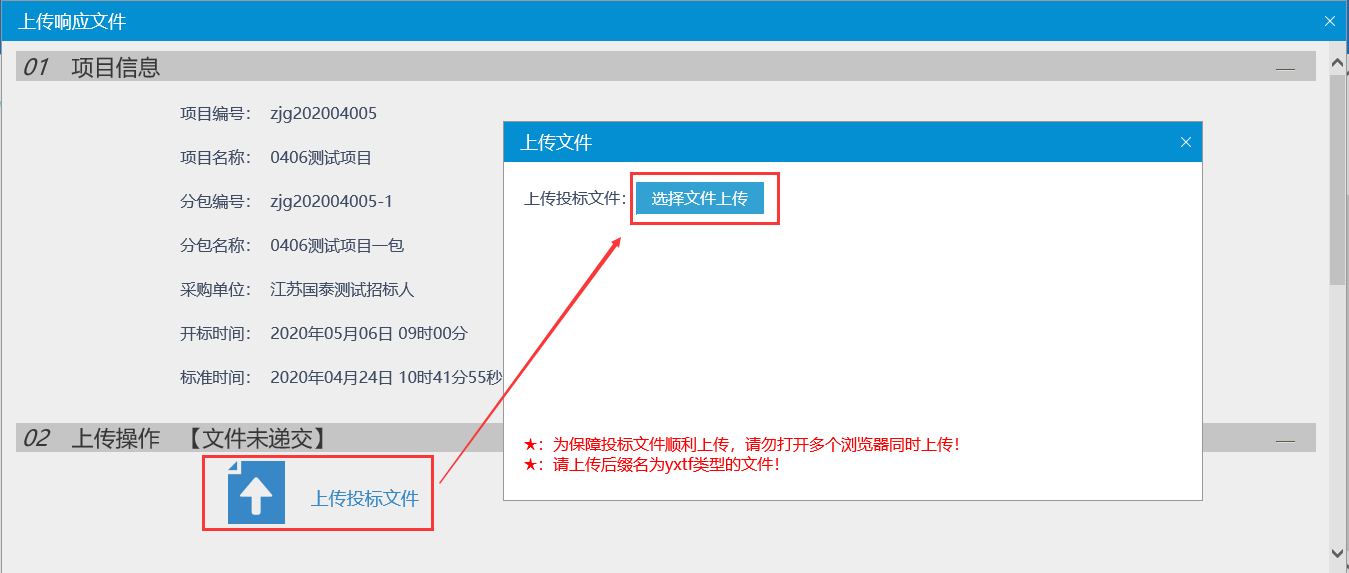 上传响应文件
01 项目信息
项目编号： zjg202004005
项目名称： 0406测试项目
分包编号： zjg202004005-1
分包名称： 0406测试项目一包
采购单位： 江苏国泰测试招标人
开标时间： 2020年05月06日 09时00分
标准时间： 2020年04月24日 10时41分55秒
02 上传操作 【文件未递交】
上传投标文件
上传文件
上传投标文件： 选择文件上传
★：为保障投标文件顺利上传，请勿打开多个浏览器同时上传！
★：请上传后缀名为yxtf类型的文件！